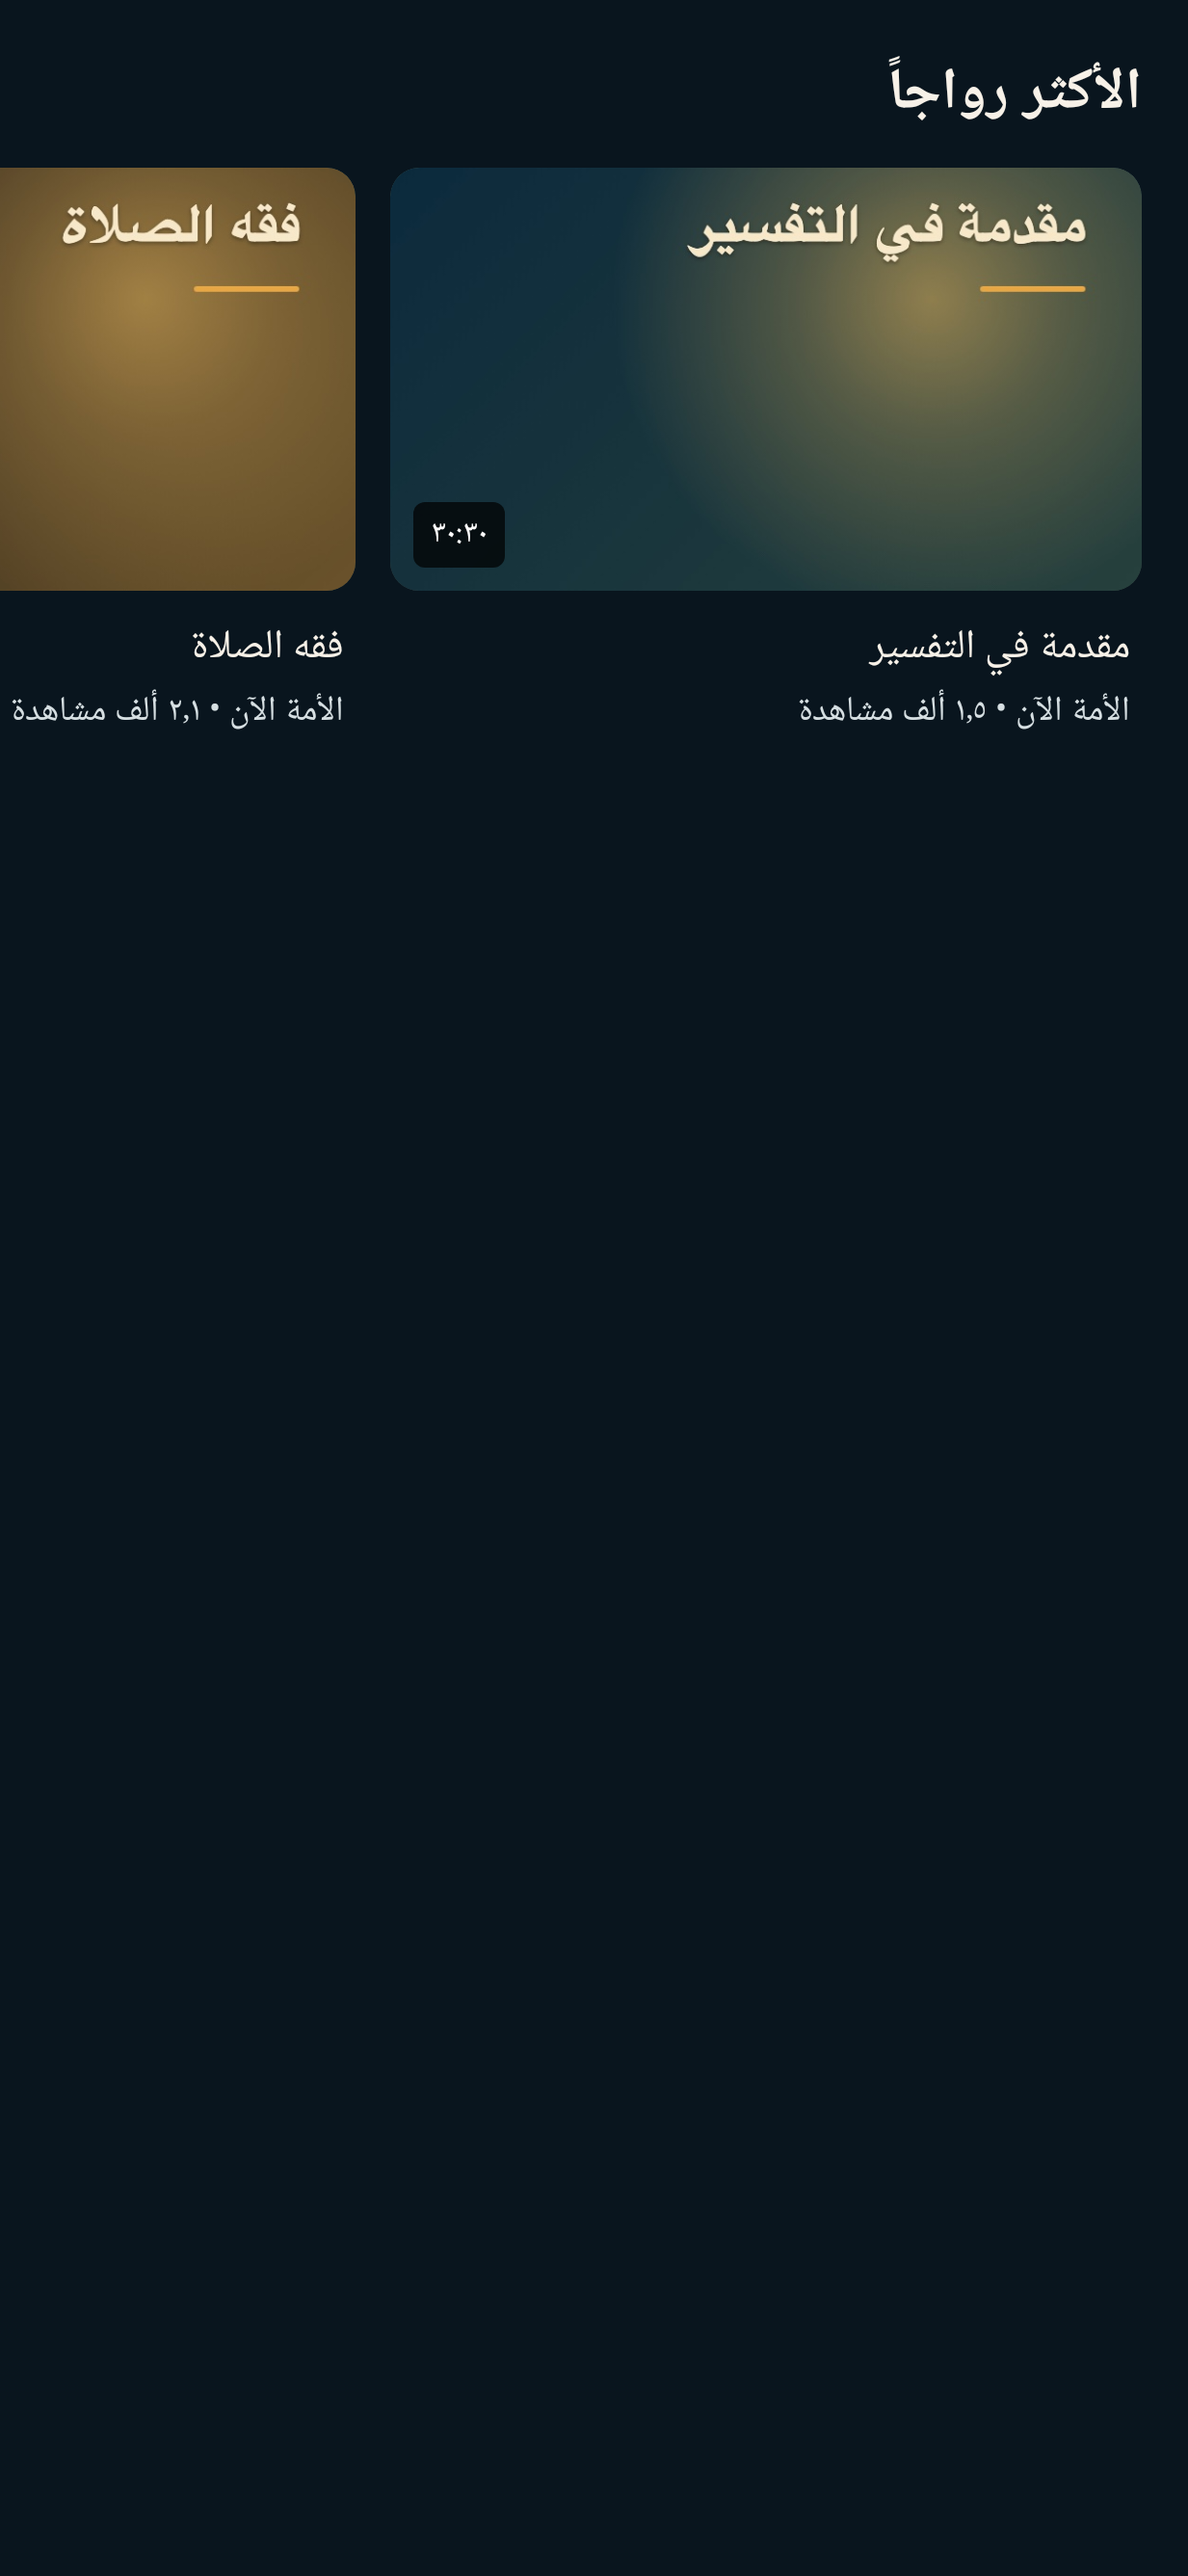 الأكثر رواجاً
مقدمة في التفسير
٣٠:٣٠
مقدمة في التفسير
الأمة الآن • ١٫٥ ألف مشاهدة
فقه الصلاة
فقه الصلاة
الأمة الآن • ٢٫١ ألف مشاهدة